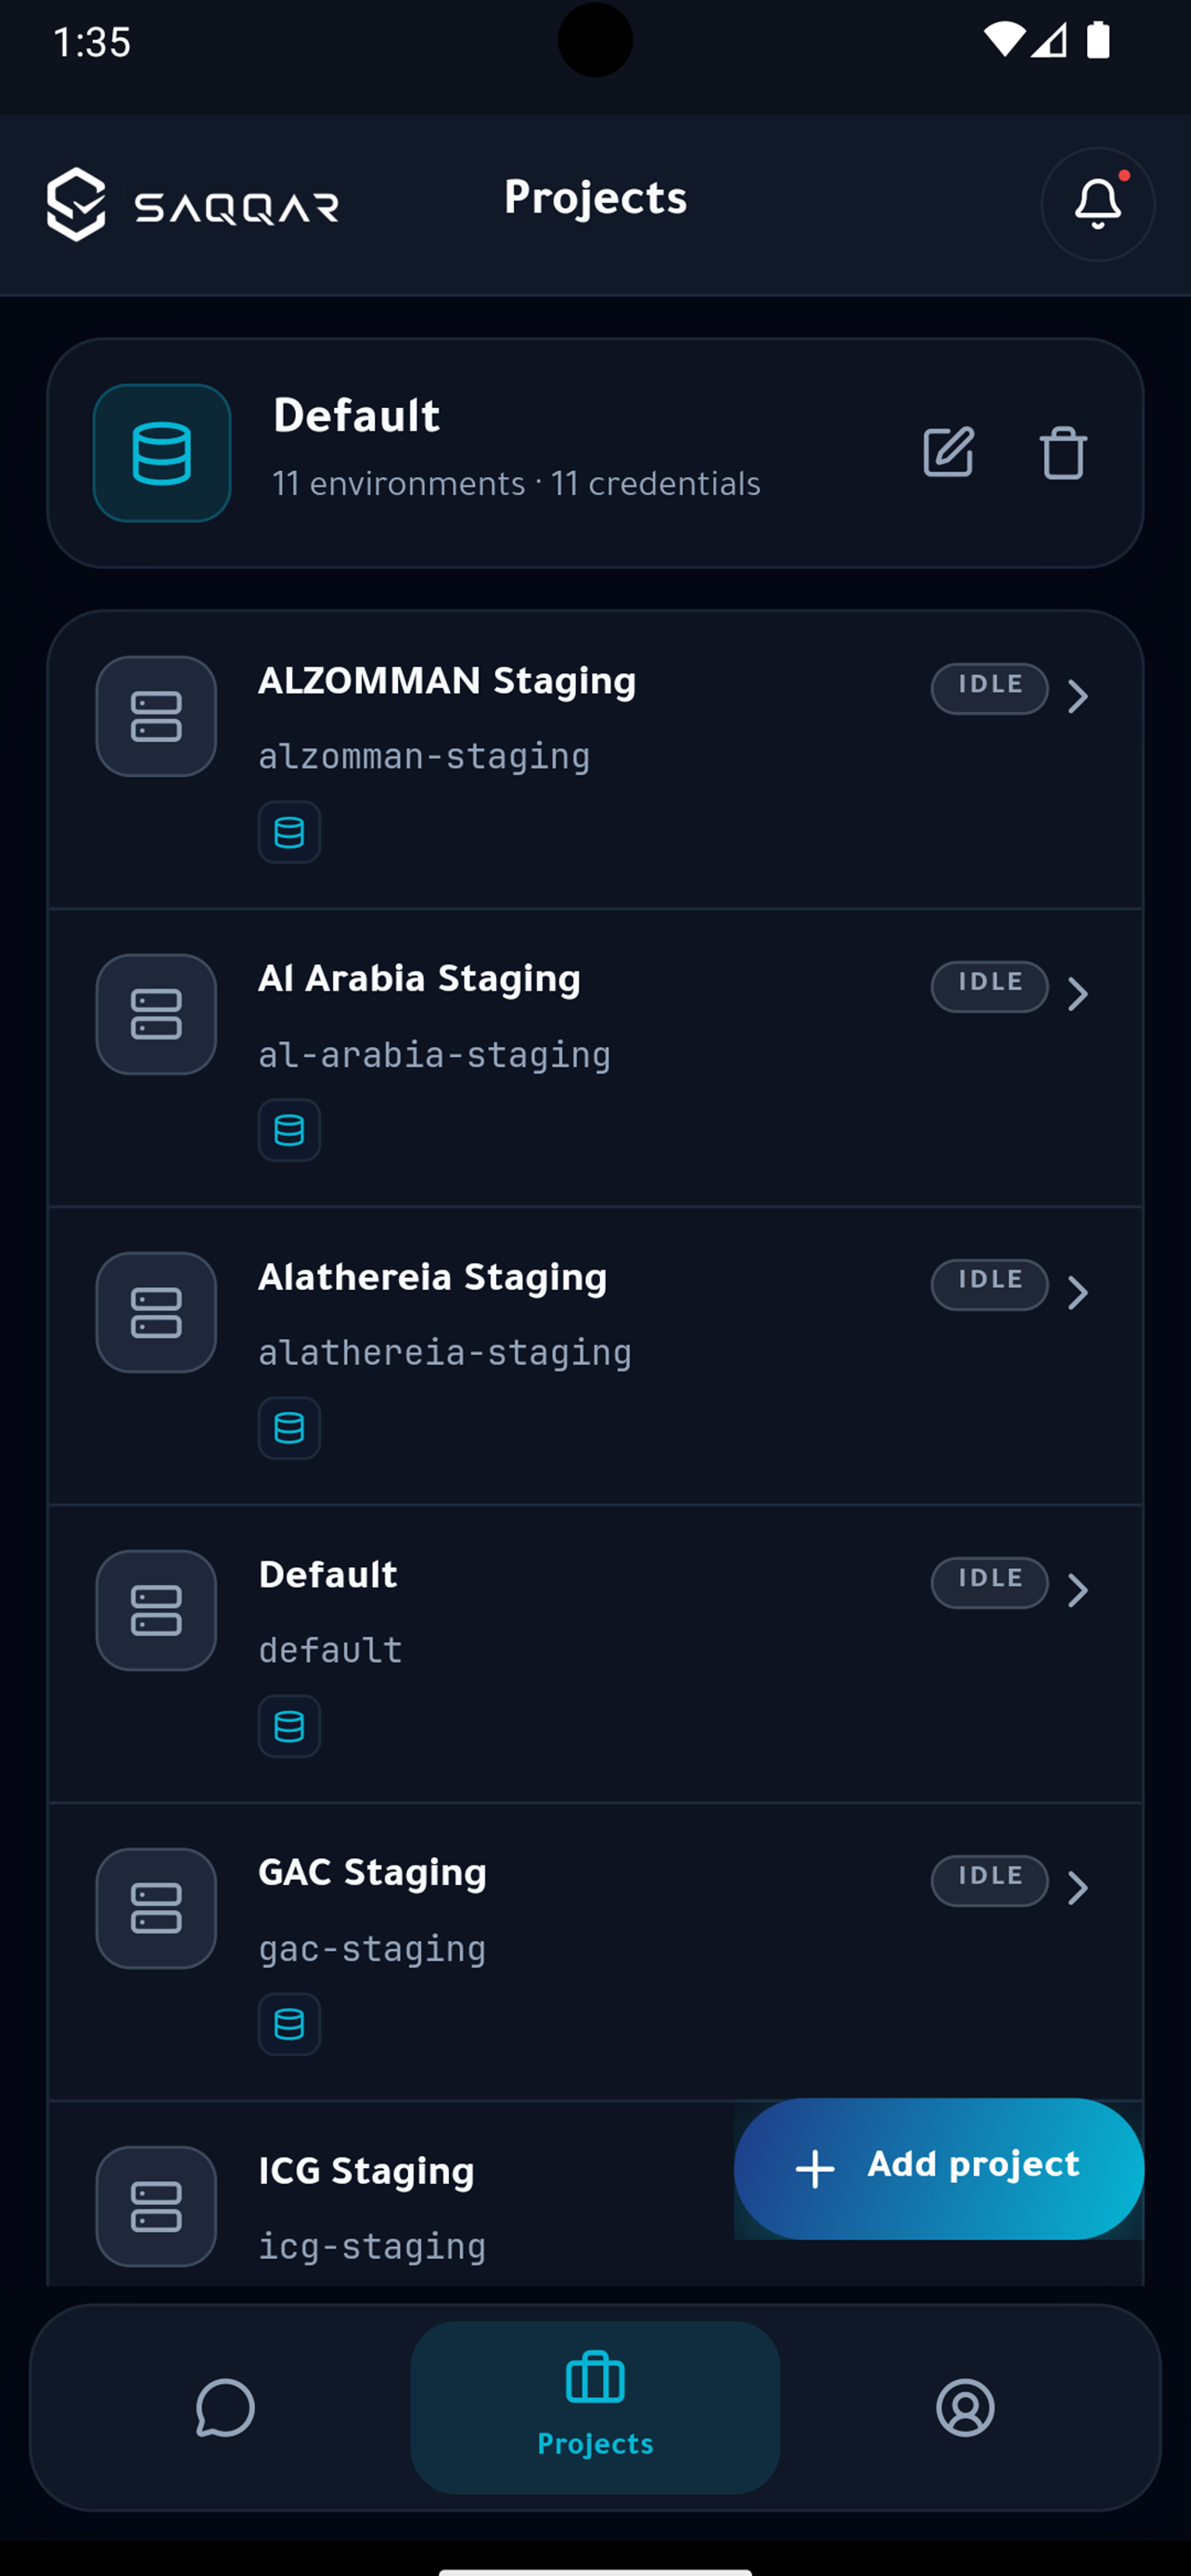 1:35
SAQQAR
Projects
Default
11 environments · 11 credentials
ALZOMMAN Staging
IDLE
alzomman-staging
Al Arabia Staging
IDLE
al-arabia-staging
Alathereia Staging
IDLE
alathereia-staging
Default
IDLE
default
GAC Staging
IDLE
gac-staging
ICG Staging
Add project
icg-staging
Projects